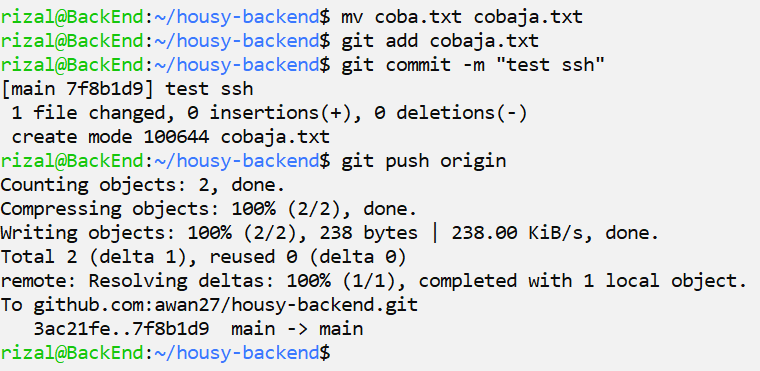 rizal@BackEnd:~/housy-backend$ mv coba.txt cobaja.txt
rizal@BackEnd:~/housy-backend$ git add cobaja.txt
rizal@BackEnd:~/housy-backend$ git commit -m "test ssh"
[main 7f8b1d9] test ssh
 1 file changed, 0 insertions(+), 0 deletions(-)
 create mode 100644 cobaja.txt
rizal@BackEnd:~/housy-backend$ git push origin
Counting objects: 2, done.
Compressing objects: 100% (2/2), done.
Writing objects: 100% (2/2), 238 bytes | 238.00 KiB/s, done.
Total 2 (delta 1), reused 0 (delta 0)
remote: Resolving deltas: 100% (1/1), completed with 1 local object.
To github.com:awan27/housy-backend.git
   3ac21fe..7f8b1d9  main -> main
rizal@BackEnd:~/housy-backend$